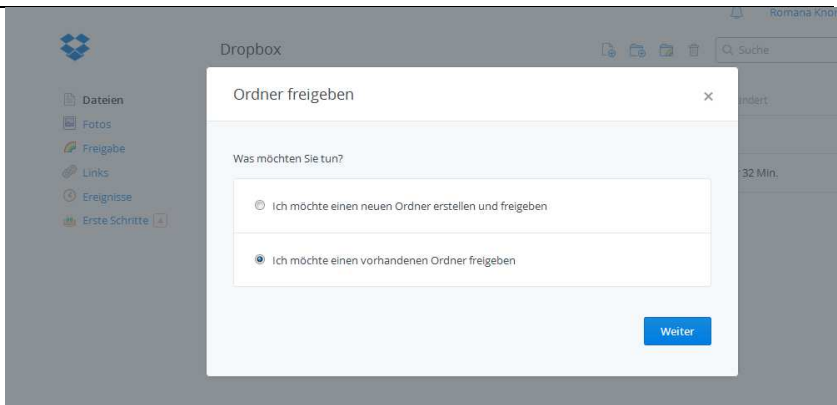 Romana
Dropbox
Suche
Ordner freigeben
×
Dateien
Fotos
Was möchten Sie tun?
Freigabe
Links
32 Min.
Ereignisse
Ich möchte einen neuen Ordner erstellen und freigeben
Erste Schritte 4
Ich möchte einen vorhandenen Ordner freigeben
Weiter